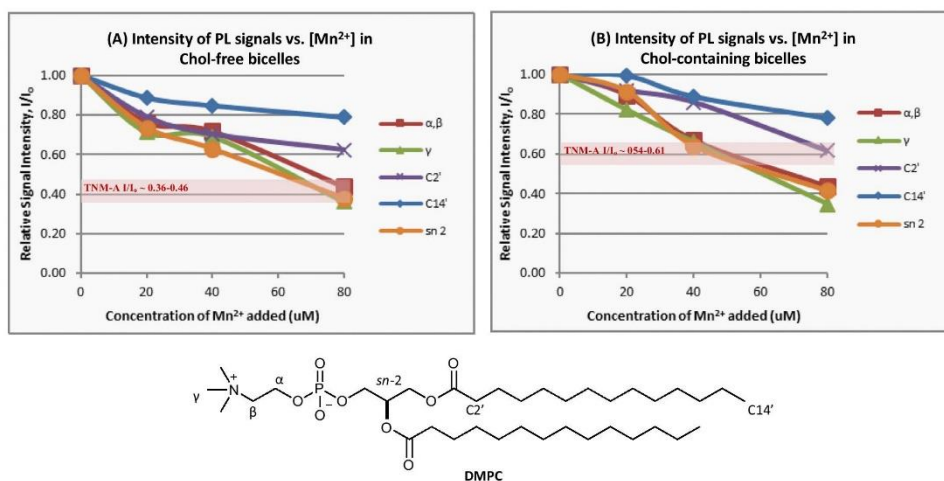 (A) Intensity of PL signals vs. [Mn²⁺] in
Chol-free bicelles
Relative Signal Intensity, I/Iₒ
1.00
0.80
0.60
0.40
0.20
0.00
TNM-A I/Iₒ ~ 0.36-0.46
0
20
40
80
Concentration of Mn²⁺ added (uM)
α,β
γ
C2'
C14'
sn 2
(B) Intensity of PL signals vs. [Mn²⁺] in
Chol-containing bicelles
Relative Signal Intensity, I/Iₒ
1.00
0.80
0.60
0.40
0.20
0.00
TNM-A I/Iₒ ~ 054-0.61
0
20
40
80
Concentration of Mn²⁺ added (uM)
α,β
γ
C2'
C14'
sn 2
γ
N
+
β
α
O
P
O
O
−
O
sn-2
O
O
C2'
C14'
O
O
DMPC